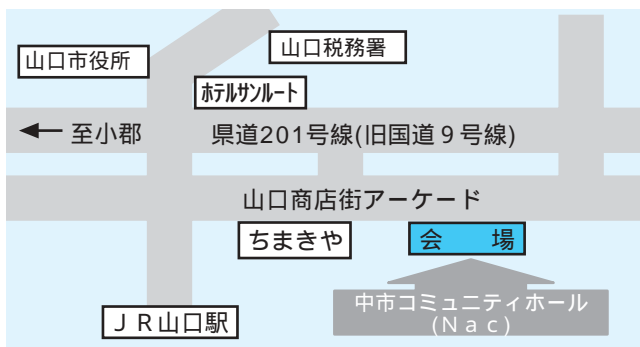 山口税務署
山口市役所
ホテルサンルート
至小郡
県道201号線(旧国道9号線)
山口商店街アーケード
ちまきや
会 場
中市コミュニティホール
(Nac)
JR山口駅